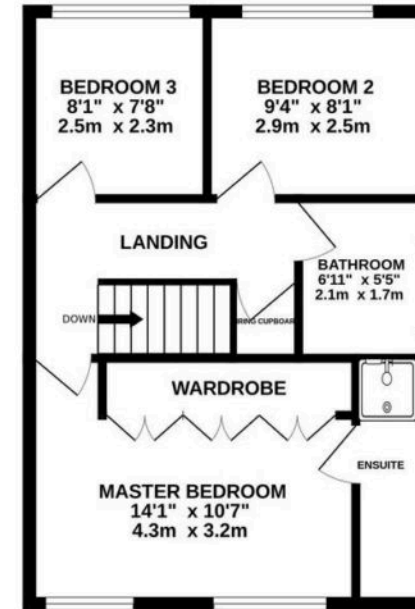 BEDROOM 3
8'1" x 7'8"
2.5m x 2.3m
BEDROOM 2
9'4" x 8'1"
2.9m x 2.5m
LANDING
BATHROOM
6'11" x 5'5"
2.1m x 1.7m
DOWN
RING CUPBOAR
WARDROBE
ENSUITE
MASTER BEDROOM
14'1" x 10'7"
4.3m x 3.2m